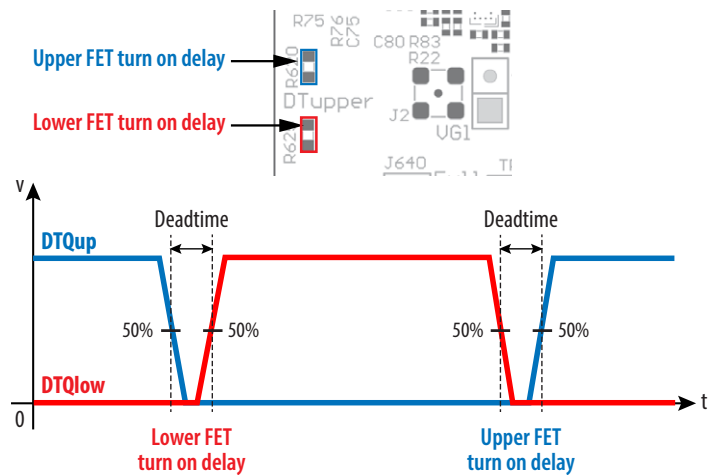 R75
R76
C75
C80 R83
R22
Upper FET turn on delay
DTupper
Lower FET turn on delay
J2
VG1
J640
v
Deadtime
Deadtime
DTQup
50%
50%
50%
50%
DTQlow
0
t
Lower FET
turn on delay
Upper FET
turn on delay